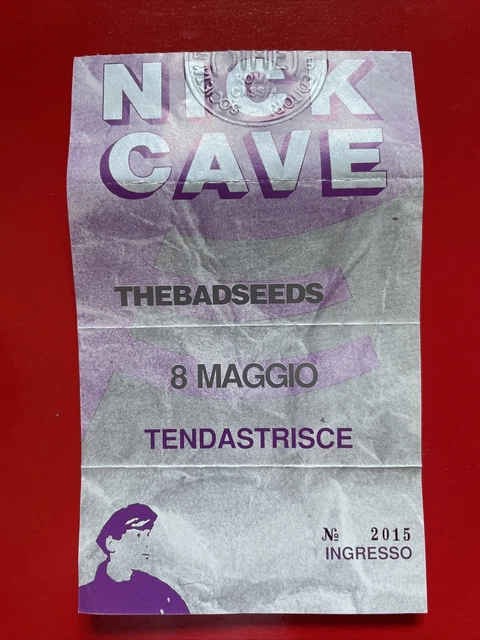 NICK
CAVE
THEBADSEEDS
8 MAGGIO
TENDASTRISCE
№ 2015
INGRESSO